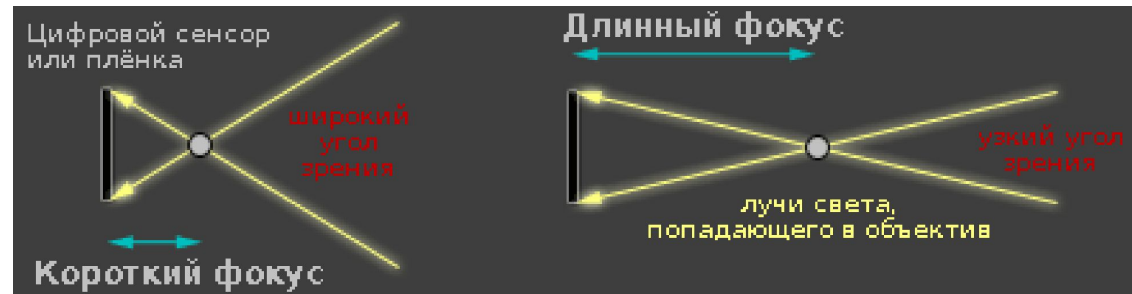 Цифровой сенсор
или плёнка
широкий
угол
зрения
Короткий фокус
Длинный фокус
узкий угол
зрения
лучи света,
попадающего в объектив